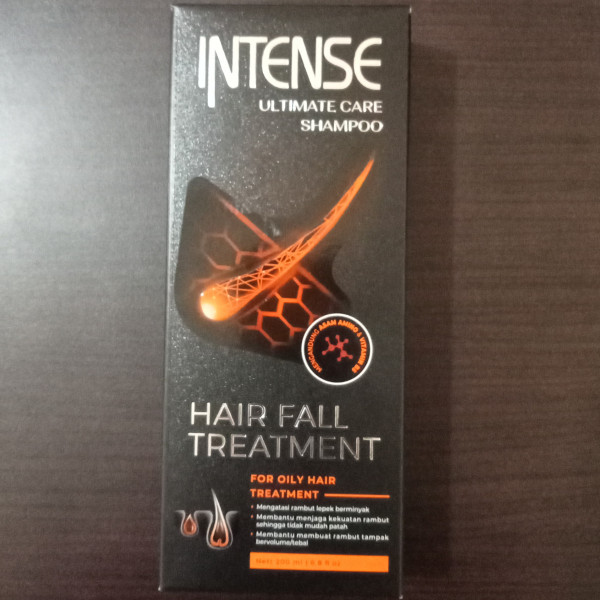 INTENSE
ULTIMATE CARE
SHAMPOO
MENGANDUNG ASAM AMINO & VITAMIN B5
HAIR FALL
TREATMENT
FOR OILY HAIR
TREATMENT
• Mengatasi rambut lepek berminyak
• Membantu menjaga kekuatan rambut
sehingga tidak mudah patah
• Membantu membuat rambut tampak
bervolume/tebal